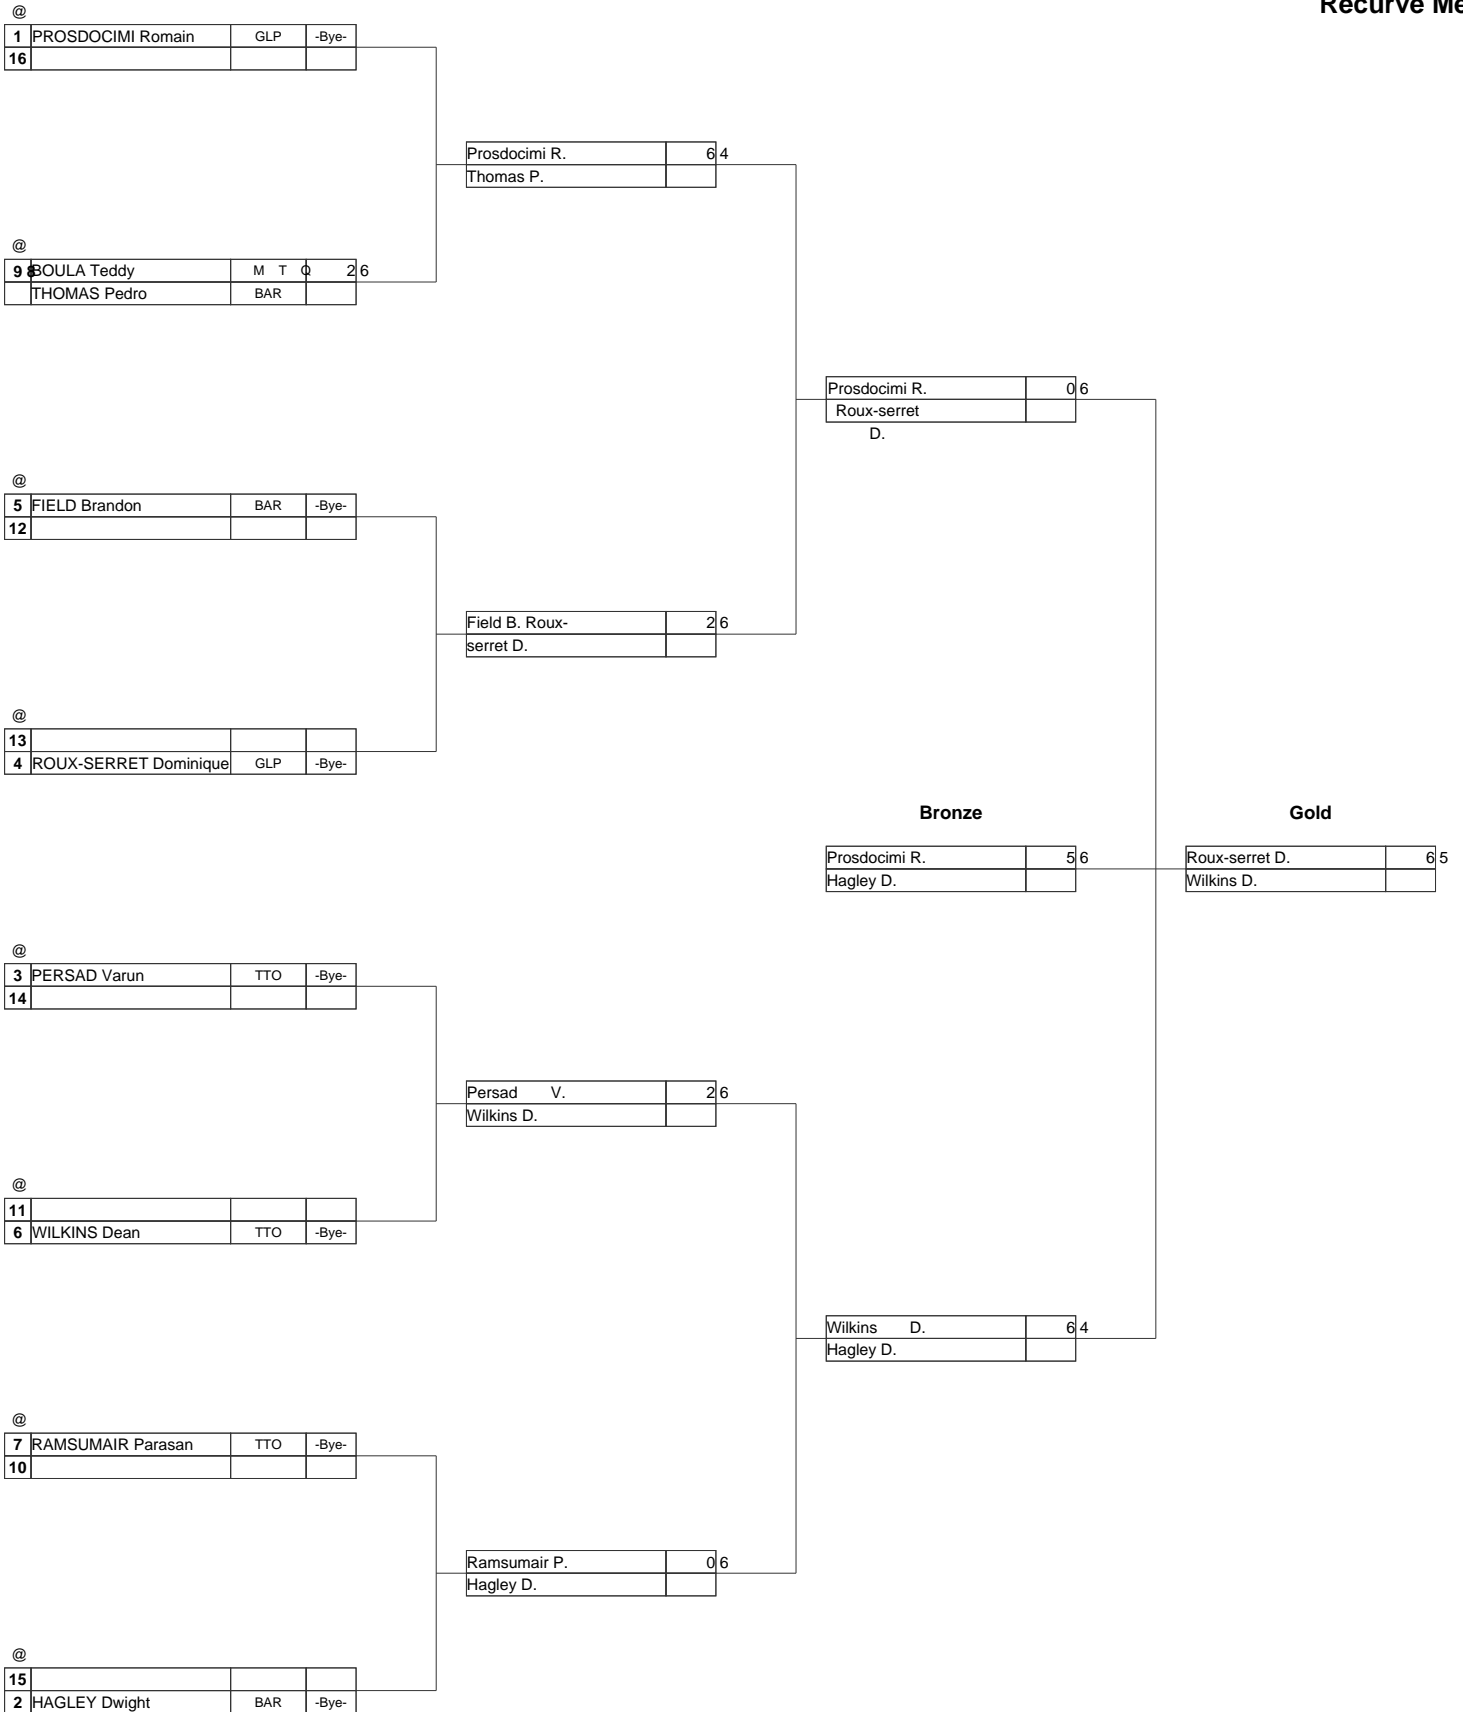 Recurve Me
@
1 PROSDOCIMI Romain GLP -Bye-
16
Prosdocimi R. 6 4
Thomas P.
@
9 8 BOULA Teddy M T Q 2 6
THOMAS Pedro BAR
Prosdocimi R. 0 6
Roux-serret
D.
@
5 FIELD Brandon BAR -Bye-
12
Field B. Roux- 2 6
serret D.
@
13
4 ROUX-SERRET Dominique GLP -Bye-
Bronze Gold
Prosdocimi R. 5 6 Roux-serret D. 6 5
Hagley D. Wilkins D.
@
3 PERSAD Varun TTO -Bye-
14
Persad V. 2 6
Wilkins D.
@
11
6 WILKINS Dean TTO -Bye-
Wilkins D. 6 4
Hagley D.
@
7 RAMSUMAIR Parasan TTO -Bye-
10
Ramsumair P. 0 6
Hagley D.
@
15
2 HAGLEY Dwight BAR -Bye-